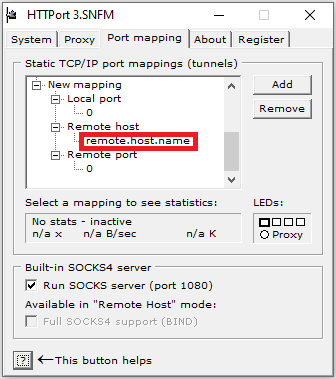 HTTPort 3.SNFM
System Proxy Port mapping About Register
Static TCP/IP port mappings (tunnels)
New mapping
Local port
0
Remote host
remote.host.name
Remote port
0
Add
Remove
Select a mapping to see statistics:
No stats - inactive
n/a x n/a B/sec n/a K
LEDs:
Proxy
Built-in SOCKS4 server
Run SOCKS server (port 1080)
Available in "Remote Host" mode:
Full SOCKS4 support (BIND)
? This button helps